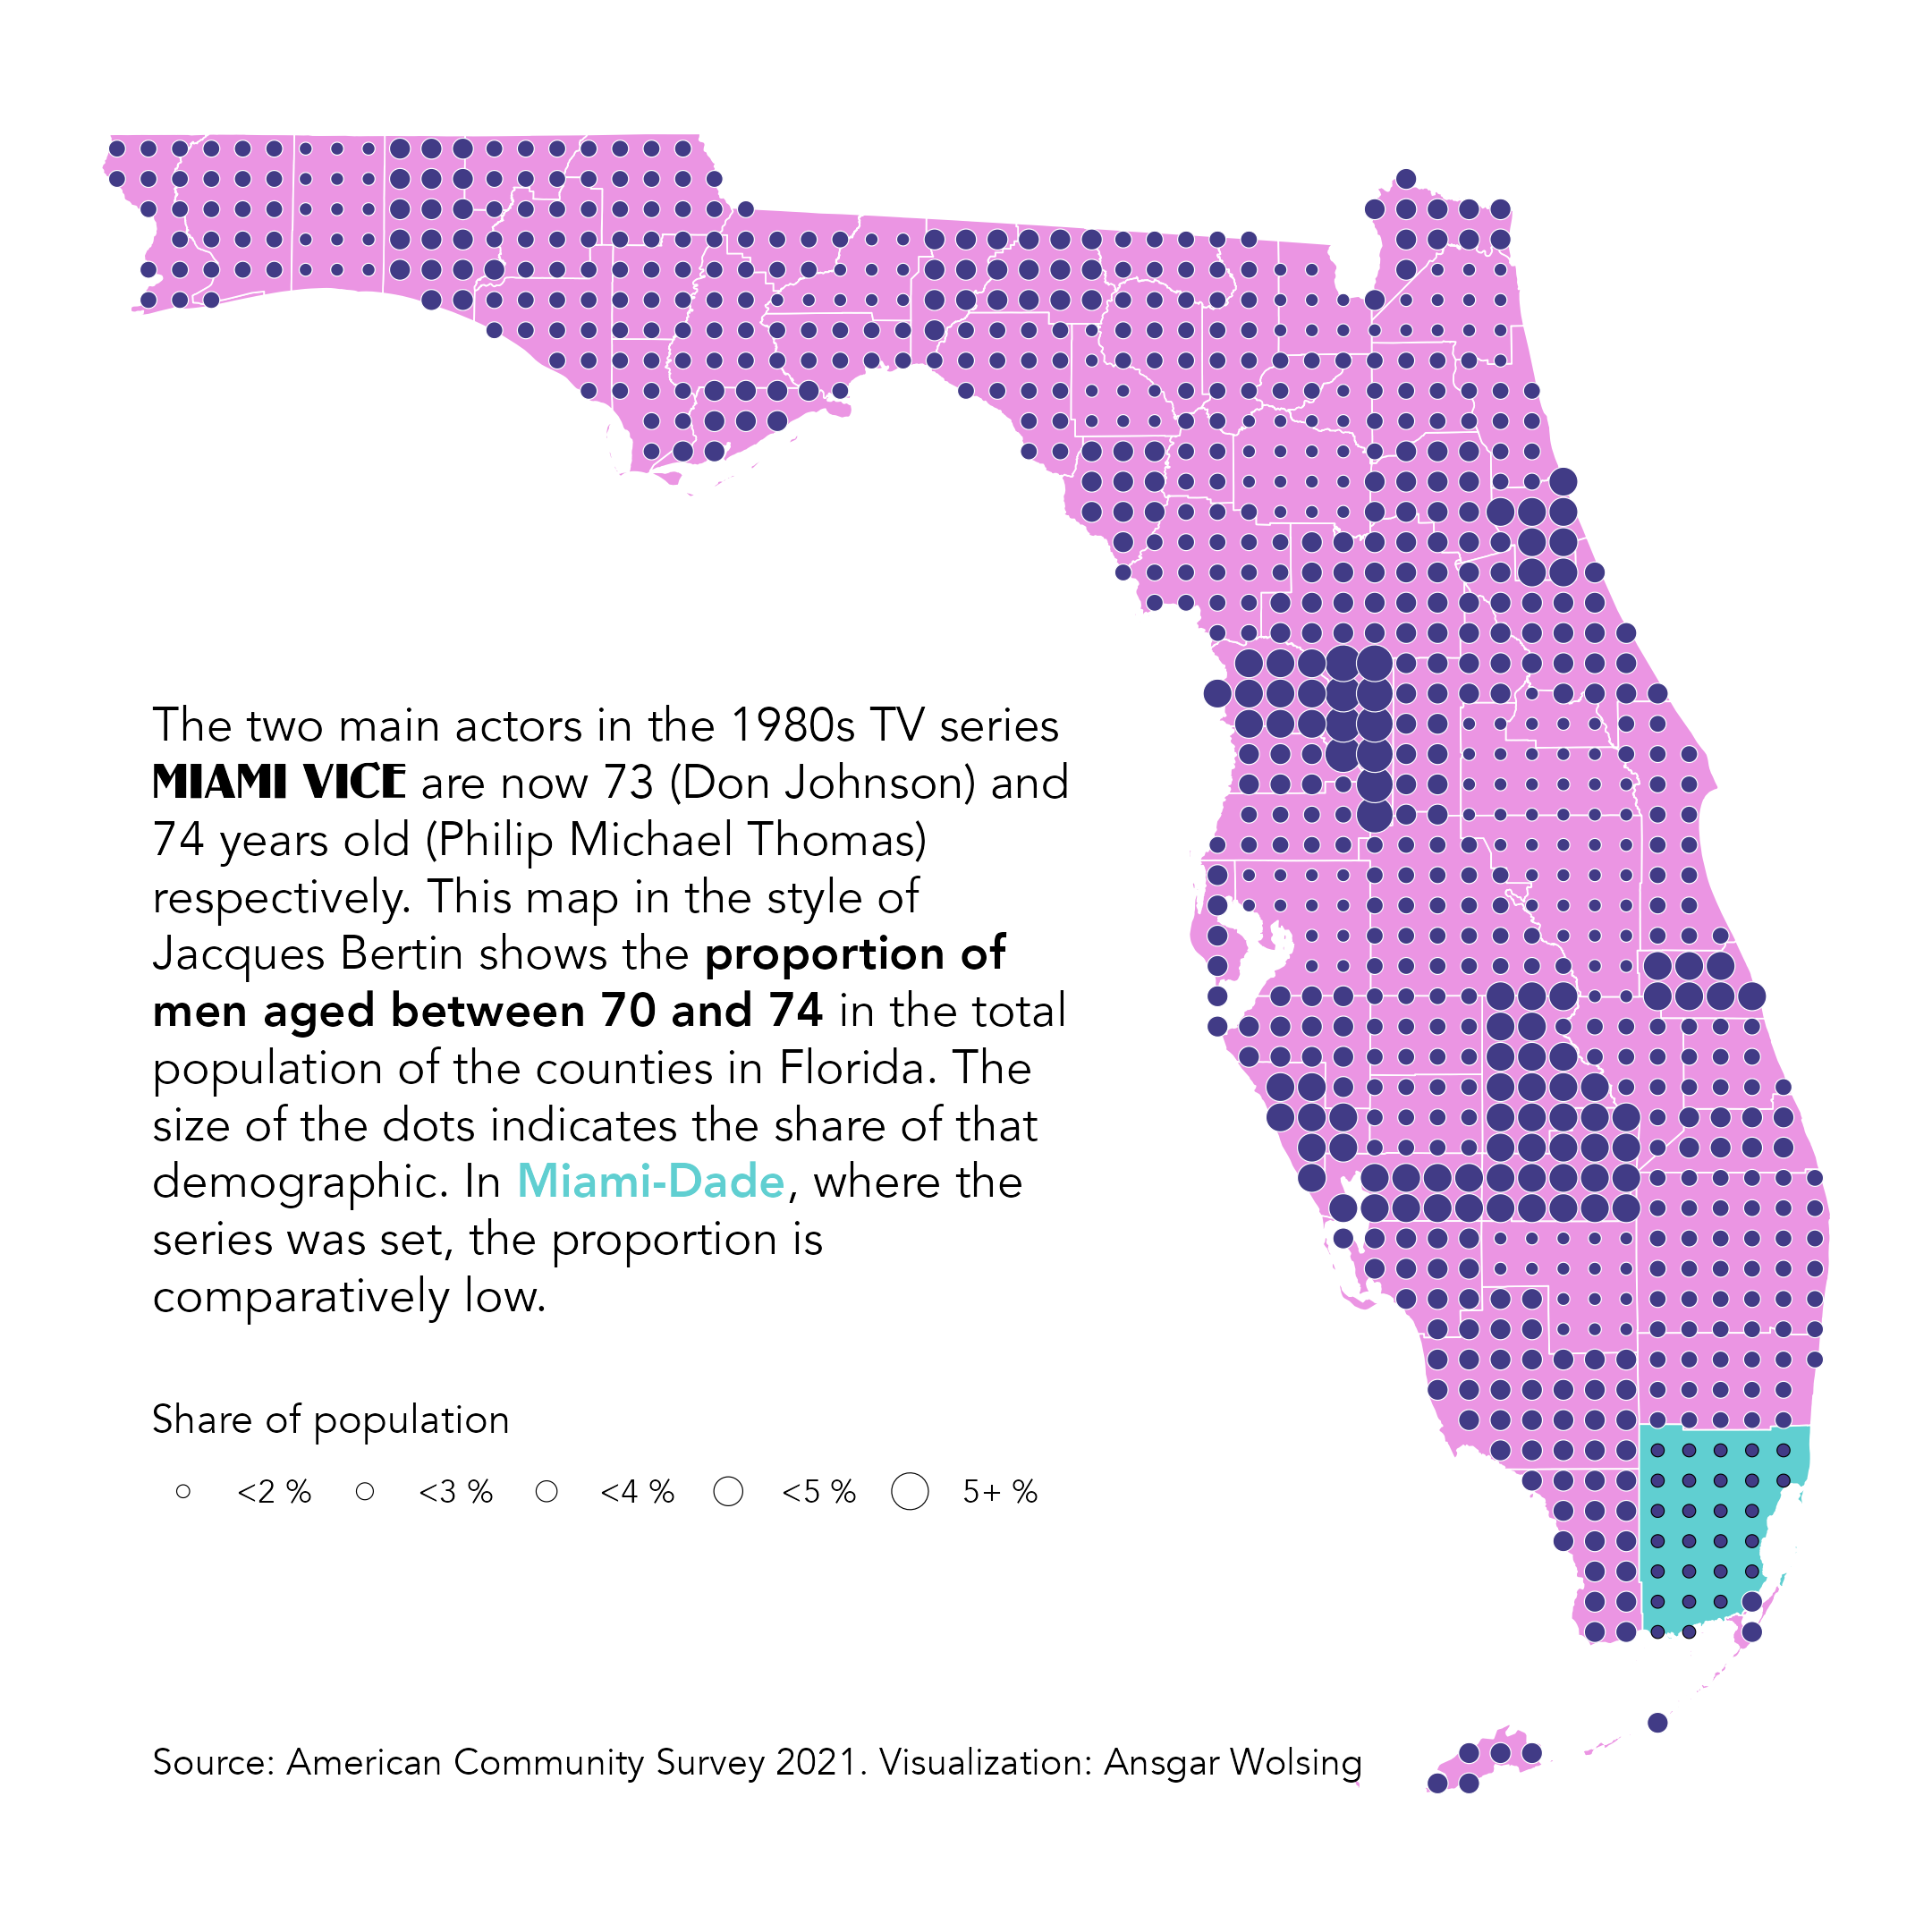 The two main actors in the 1980s TV series
MIAMI VICE are now 73 (Don Johnson) and
74 years old (Philip Michael Thomas)
respectively. This map in the style of
Jacques Bertin shows the proportion of
men aged between 70 and 74 in the total
population of the counties in Florida. The
size of the dots indicates the share of that
demographic. In Miami-Dade, where the
series was set, the proportion is
comparatively low.
Share of population
<2 % <3 % <4 % <5 % 5+ %
Source: American Community Survey 2021. Visualization: Ansgar Wolsing